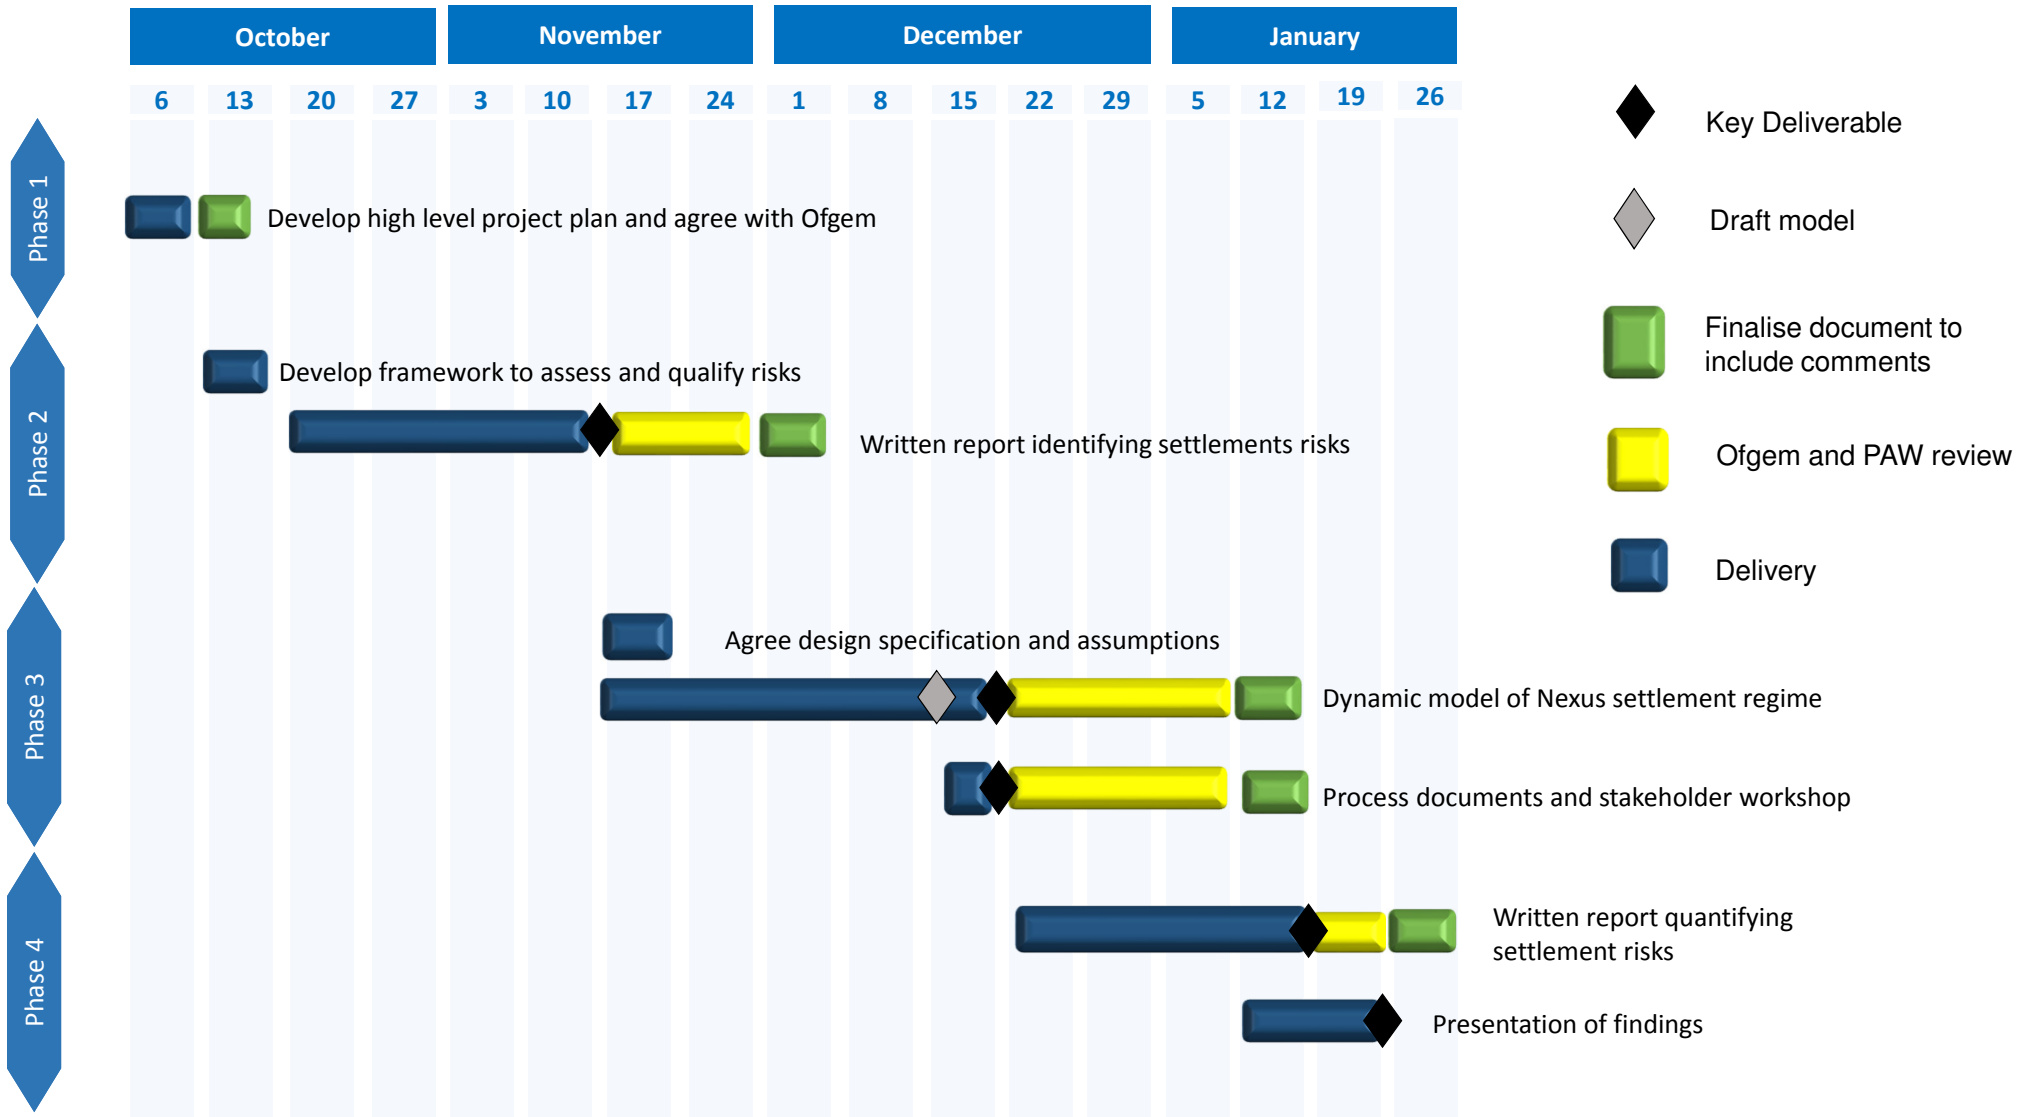 October November December January
6 13 20 27 3 10 17 24 1 8 15 22 29 5 12 19 26
Key Deliverable
Draft model
Finalise document to
include comments
Ofgem and PAW review
Delivery
Phase 1
Develop high level project plan and agree with Ofgem
Phase 2
Develop framework to assess and qualify risks
Written report identifying settlements risks
Phase 3
Agree design specification and assumptions
Dynamic model of Nexus settlement regime
Process documents and stakeholder workshop
Phase 4
Written report quantifying
settlement risks
Presentation of findings